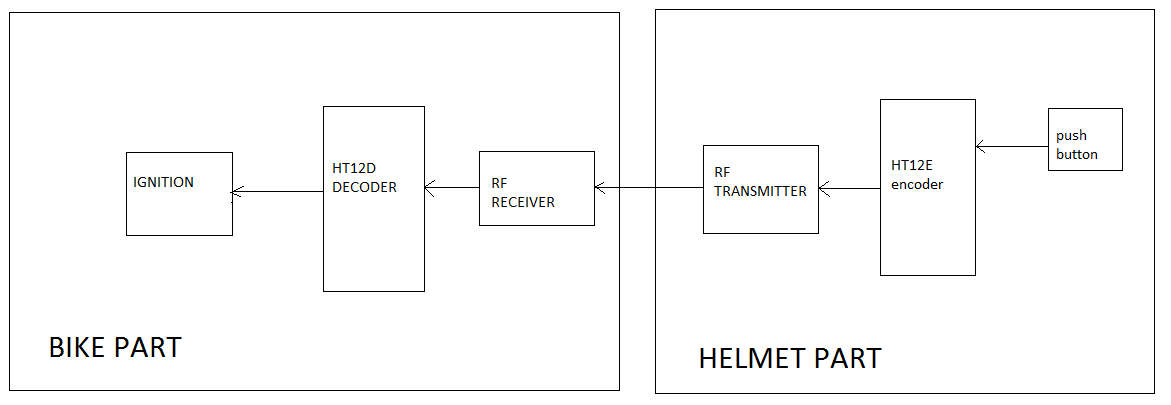 IGNITION
HT12D
DECODER
RF
RECEIVER
BIKE PART
RF
TRANSMITTER
HT12E
encoder
push
button
HELMET PART